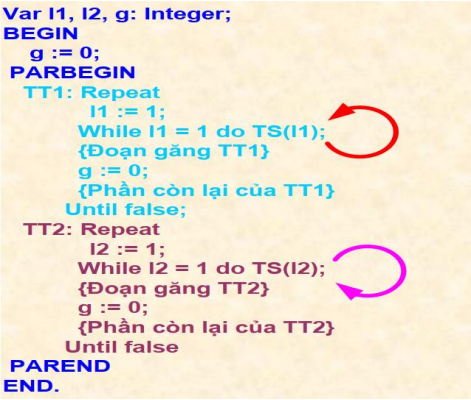 Var l1, l2, g: Integer;
BEGIN
g := 0;
PARBEGIN
TT1: Repeat
l1 := 1;
While l1 = 1 do TS(l1);
{Đoạn găng TT1}
g := 0;
{Phần còn lại của TT1}
Until false;
TT2: Repeat
l2 := 1;
While l2 = 1 do TS(l2);
{Đoạn găng TT2}
g := 0;
{Phần còn lại của TT2}
Until false
PAREND
END.